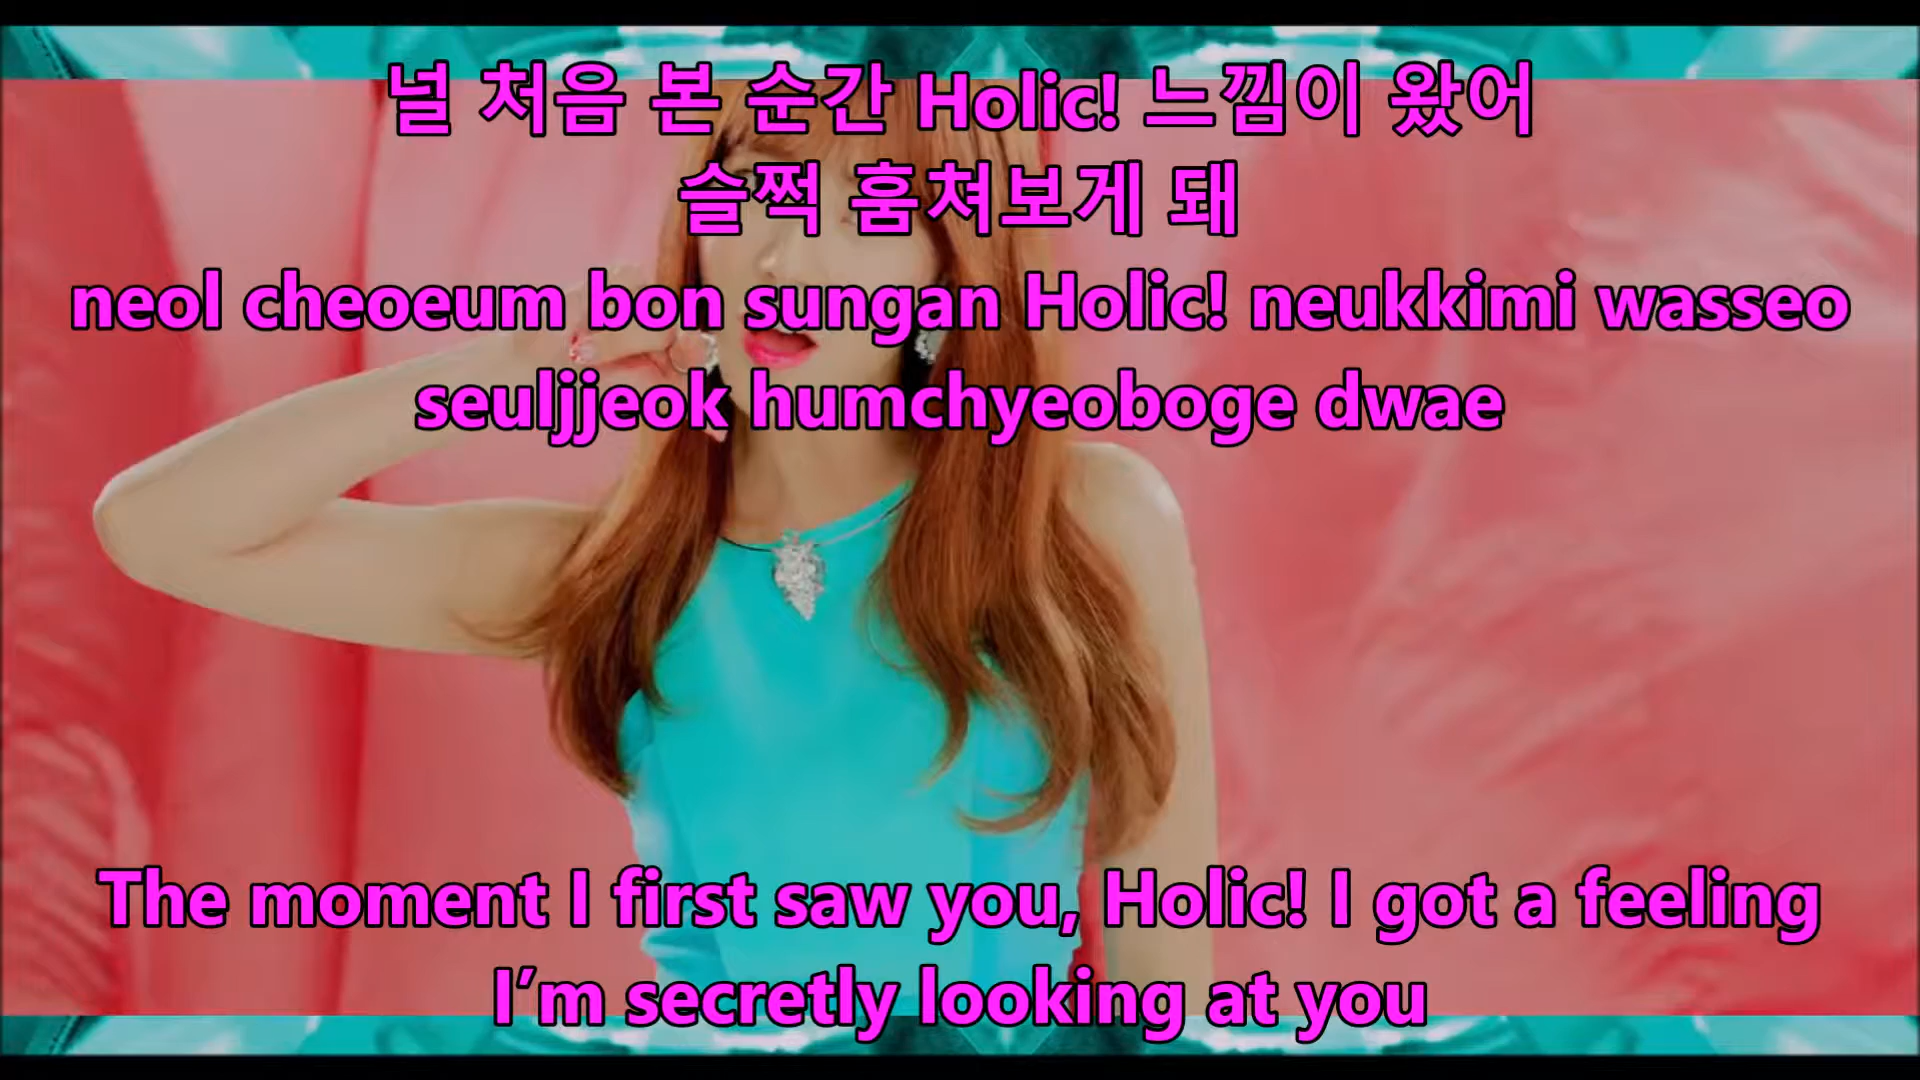 널 처음 본 순간 Holic! 느낌이 왔어
슬쩍 훔쳐보게 돼
neol cheoeum bon sungan Holic! neukkimi wasseo
seuljjeok humchyeoboge dwae
The moment I first saw you, Holic! I got a feeling
I’m secretly looking at you